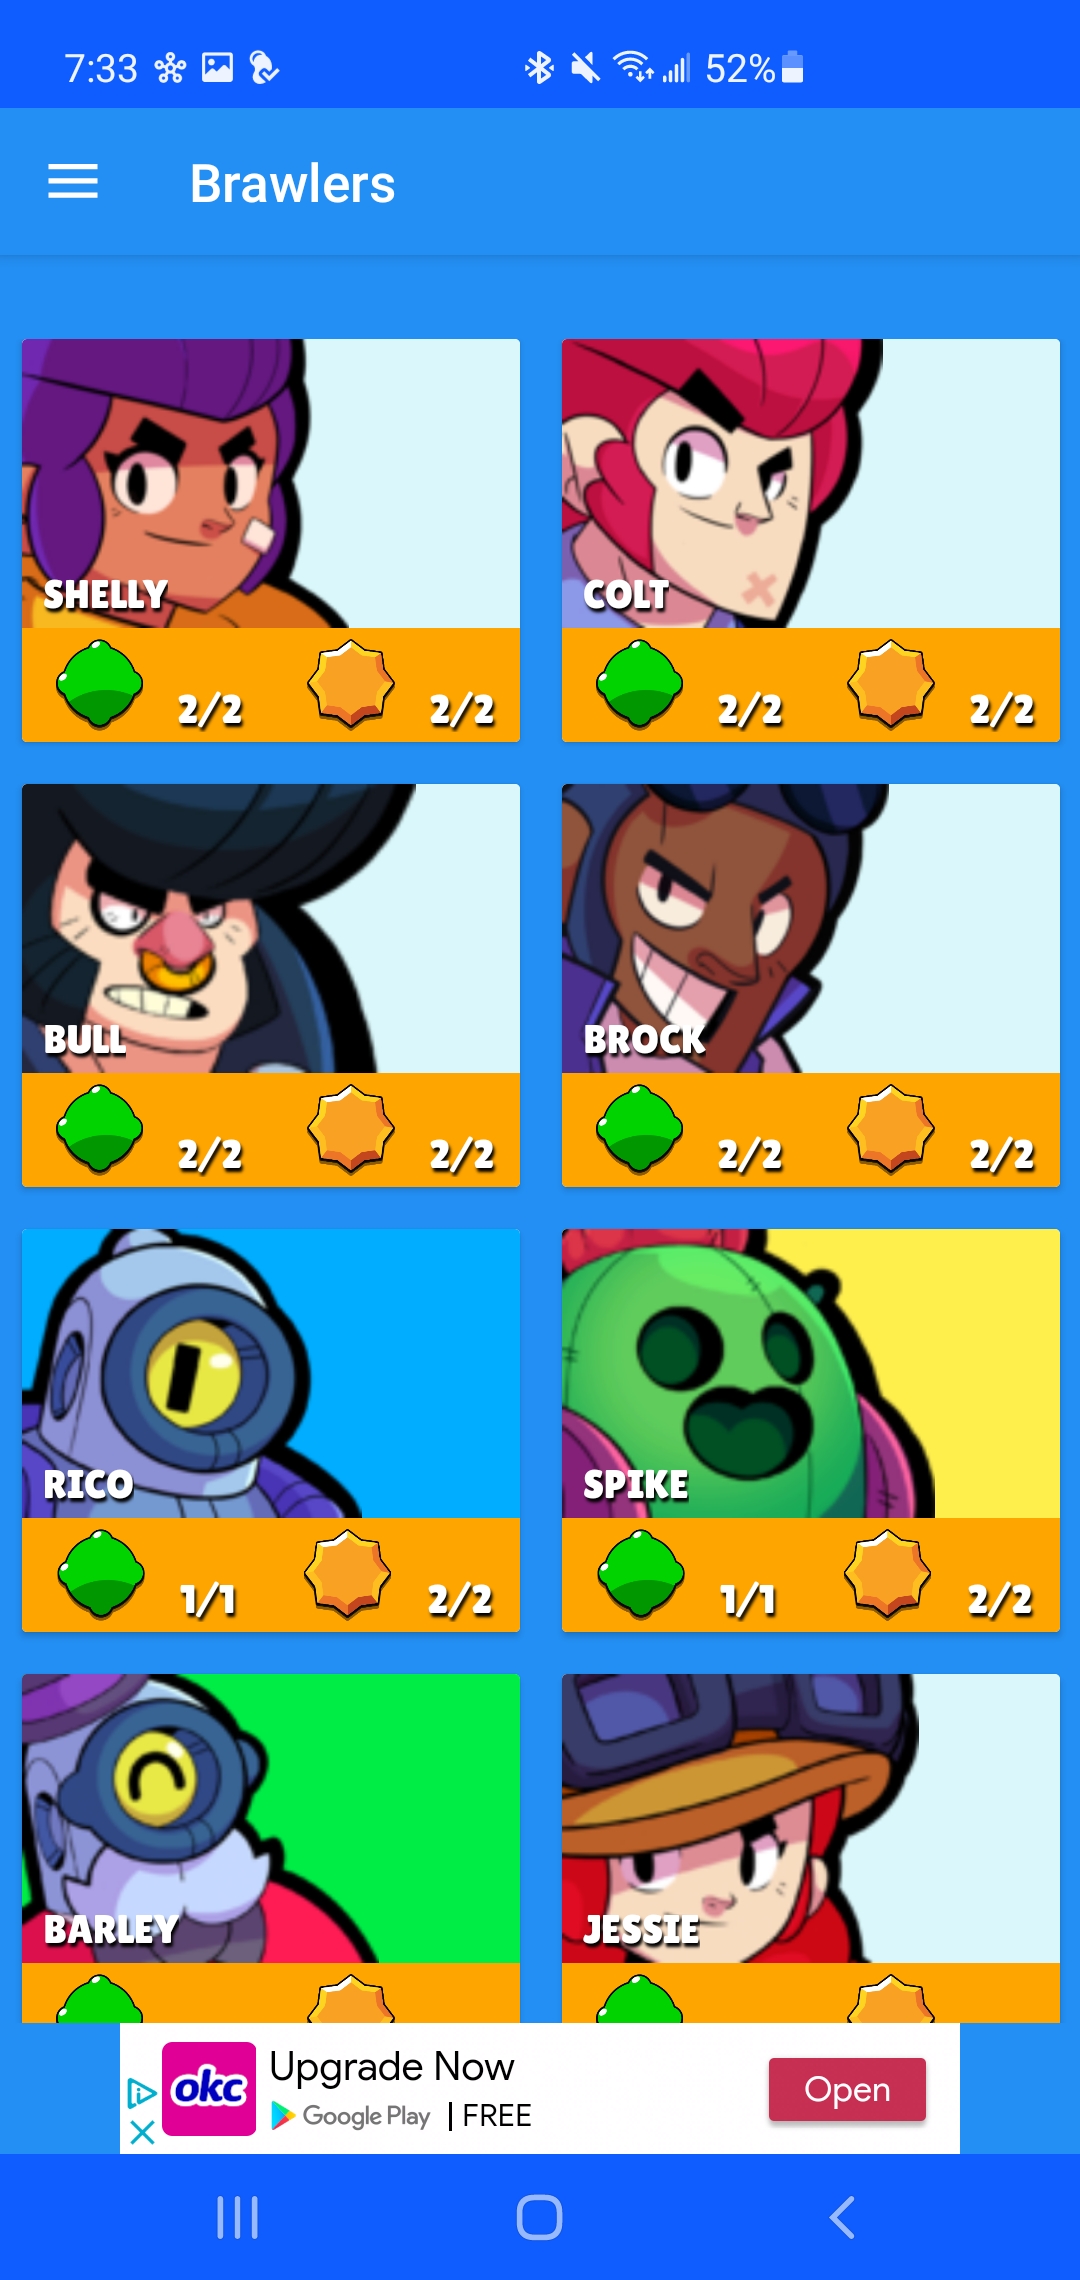 7:33
52%
Brawlers
SHELLY
2/2
2/2
COLT
2/2
2/2
BULL
2/2
2/2
BROCK
2/2
2/2
RICO
1/1
2/2
SPIKE
1/1
2/2
BARLEY
JESSIE
okc
Upgrade Now
Google Play | FREE
Open